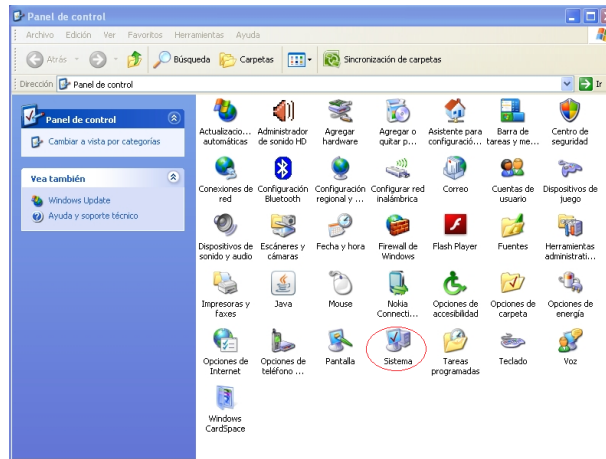 Panel de control
Archivo Edición Ver Favoritos Herramientas Ayuda
Atrás Búsqueda Carpetas Sincronización de carpetas
Dirección Panel de control Ir
Panel de control
Cambiar a vista por categorías
Vea también
Windows Update
Ayuda y soporte técnico
Actualizacio... Administrador Agregar Agregar o Asistente para Barra de Centro de
automáticas de sonido HD hardware quitar p... configuració... tareas y me... seguridad
Conexiones de Configuración Configuración Configurar red Correo Cuentas de Dispositivos de
red Bluetooth regional y ... inalámbrica usuario juego
Dispositivos de Escáneres y Fecha y hora Firewall de Flash Player Fuentes Herramientas
sonido y audio cámaras Windows administrati...
Impresoras y Java Mouse Nokia Opciones de Opciones de Opciones de
faxes Connecti... accesibilidad carpeta energía
Opciones de Opciones de Pantalla Sistema Tareas Teclado Voz
Internet teléfono ... programadas
Windows
CardSpace